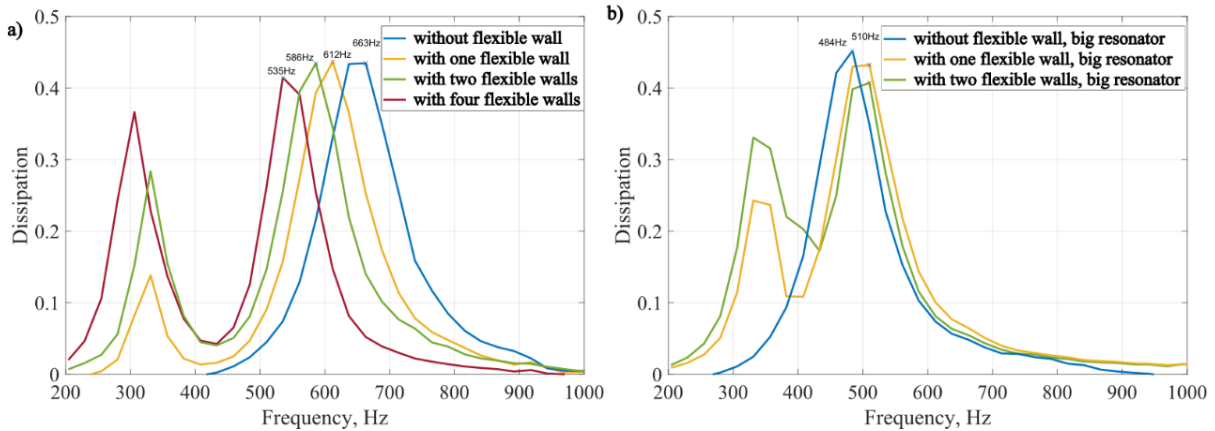 a)
0.5
0.4
0.3
0.2
0.1
0
Dissipation
200 300 400 500 600 700 800 900 1000
Frequency, Hz
535Hz
586Hz
612Hz
663Hz
without flexible wall
with one flexible wall
with two flexible walls
with four flexible walls
b)
0.5
0.4
0.3
0.2
0.1
0
Dissipation
200 300 400 500 600 700 800 900 1000
Frequency, Hz
484Hz
510Hz
without flexible wall, big resonator
with one flexible wall, big resonator
with two flexible walls, big resonator